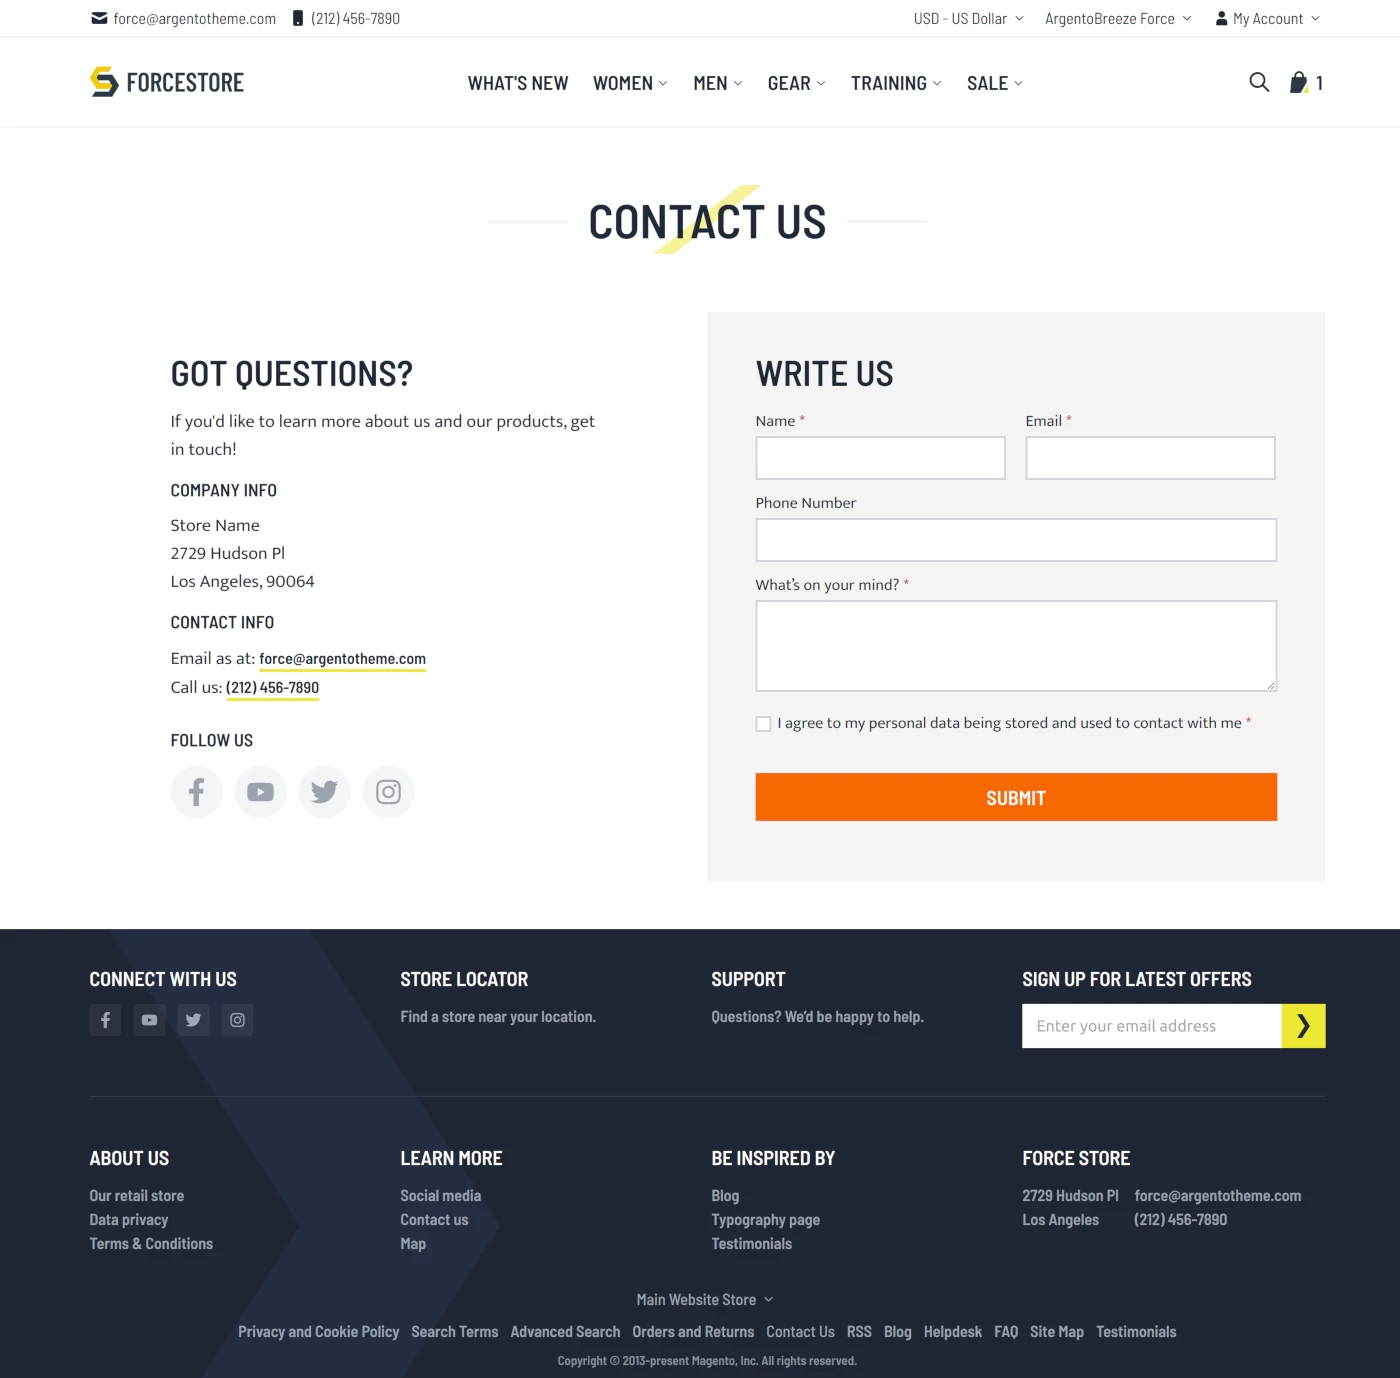 force@argentotheme.com (212) 456-7890 USD - US Dollar ArgentoBreeze Force My Account
FORCESTORE WHAT'S NEW WOMEN MEN GEAR TRAINING SALE 1
CONTACT US
GOT QUESTIONS?
If you'd like to learn more about us and our products, get
in touch!
COMPANY INFO
Store Name
2729 Hudson Pl
Los Angeles, 90064
CONTACT INFO
Email as at: force@argentotheme.com
Call us: (212) 456-7890
FOLLOW US
WRITE US
Name * Email *
Phone Number
What’s on your mind? *
I agree to my personal data being stored and used to contact with me *
SUBMIT
CONNECT WITH US
STORE LOCATOR
Find a store near your location.
SUPPORT
Questions? We’d be happy to help.
SIGN UP FOR LATEST OFFERS
Enter your email address
ABOUT US
Our retail store
Data privacy
Terms & Conditions
LEARN MORE
Social media
Contact us
Map
BE INSPIRED BY
Blog
Typography page
Testimonials
FORCE STORE
2729 Hudson Pl force@argentotheme.com
Los Angeles (212) 456-7890
Main Website Store
Privacy and Cookie Policy Search Terms Advanced Search Orders and Returns Contact Us RSS Blog Helpdesk FAQ Site Map Testimonials
Copyright © 2013-present Magento, Inc. All rights reserved.